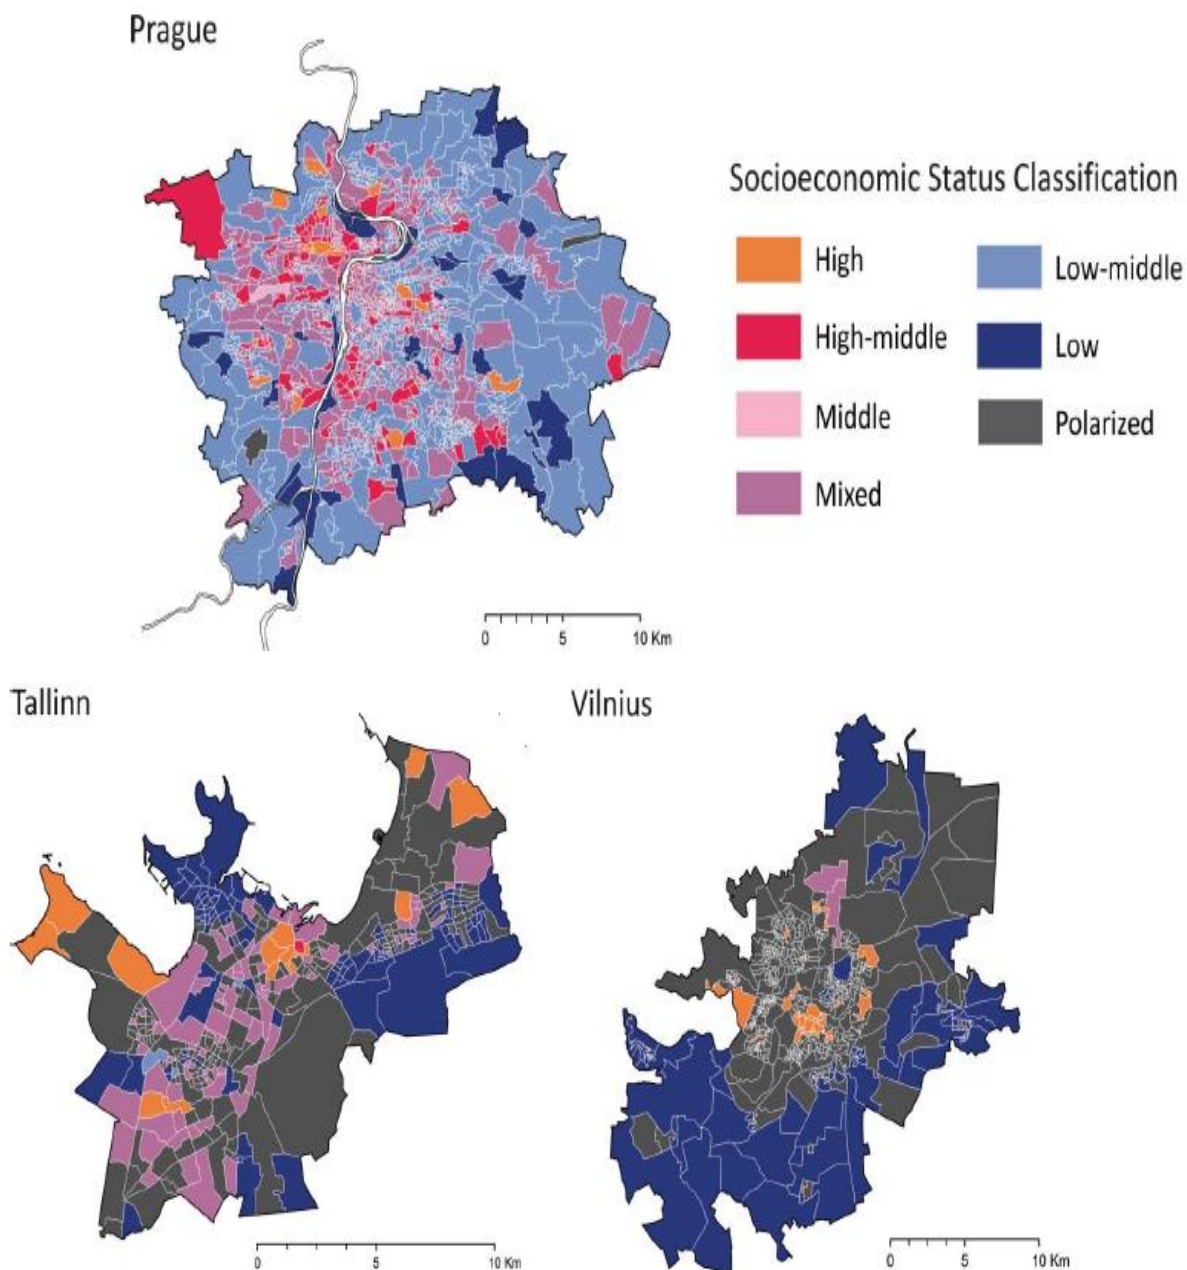 Prague
Socioeconomic Status Classification
High
Low-middle
High-middle
Low
Middle
Polarized
Mixed
0 5 10 Km
Tallinn
Vilnius
0 5 10 Km
0 5 10 Km